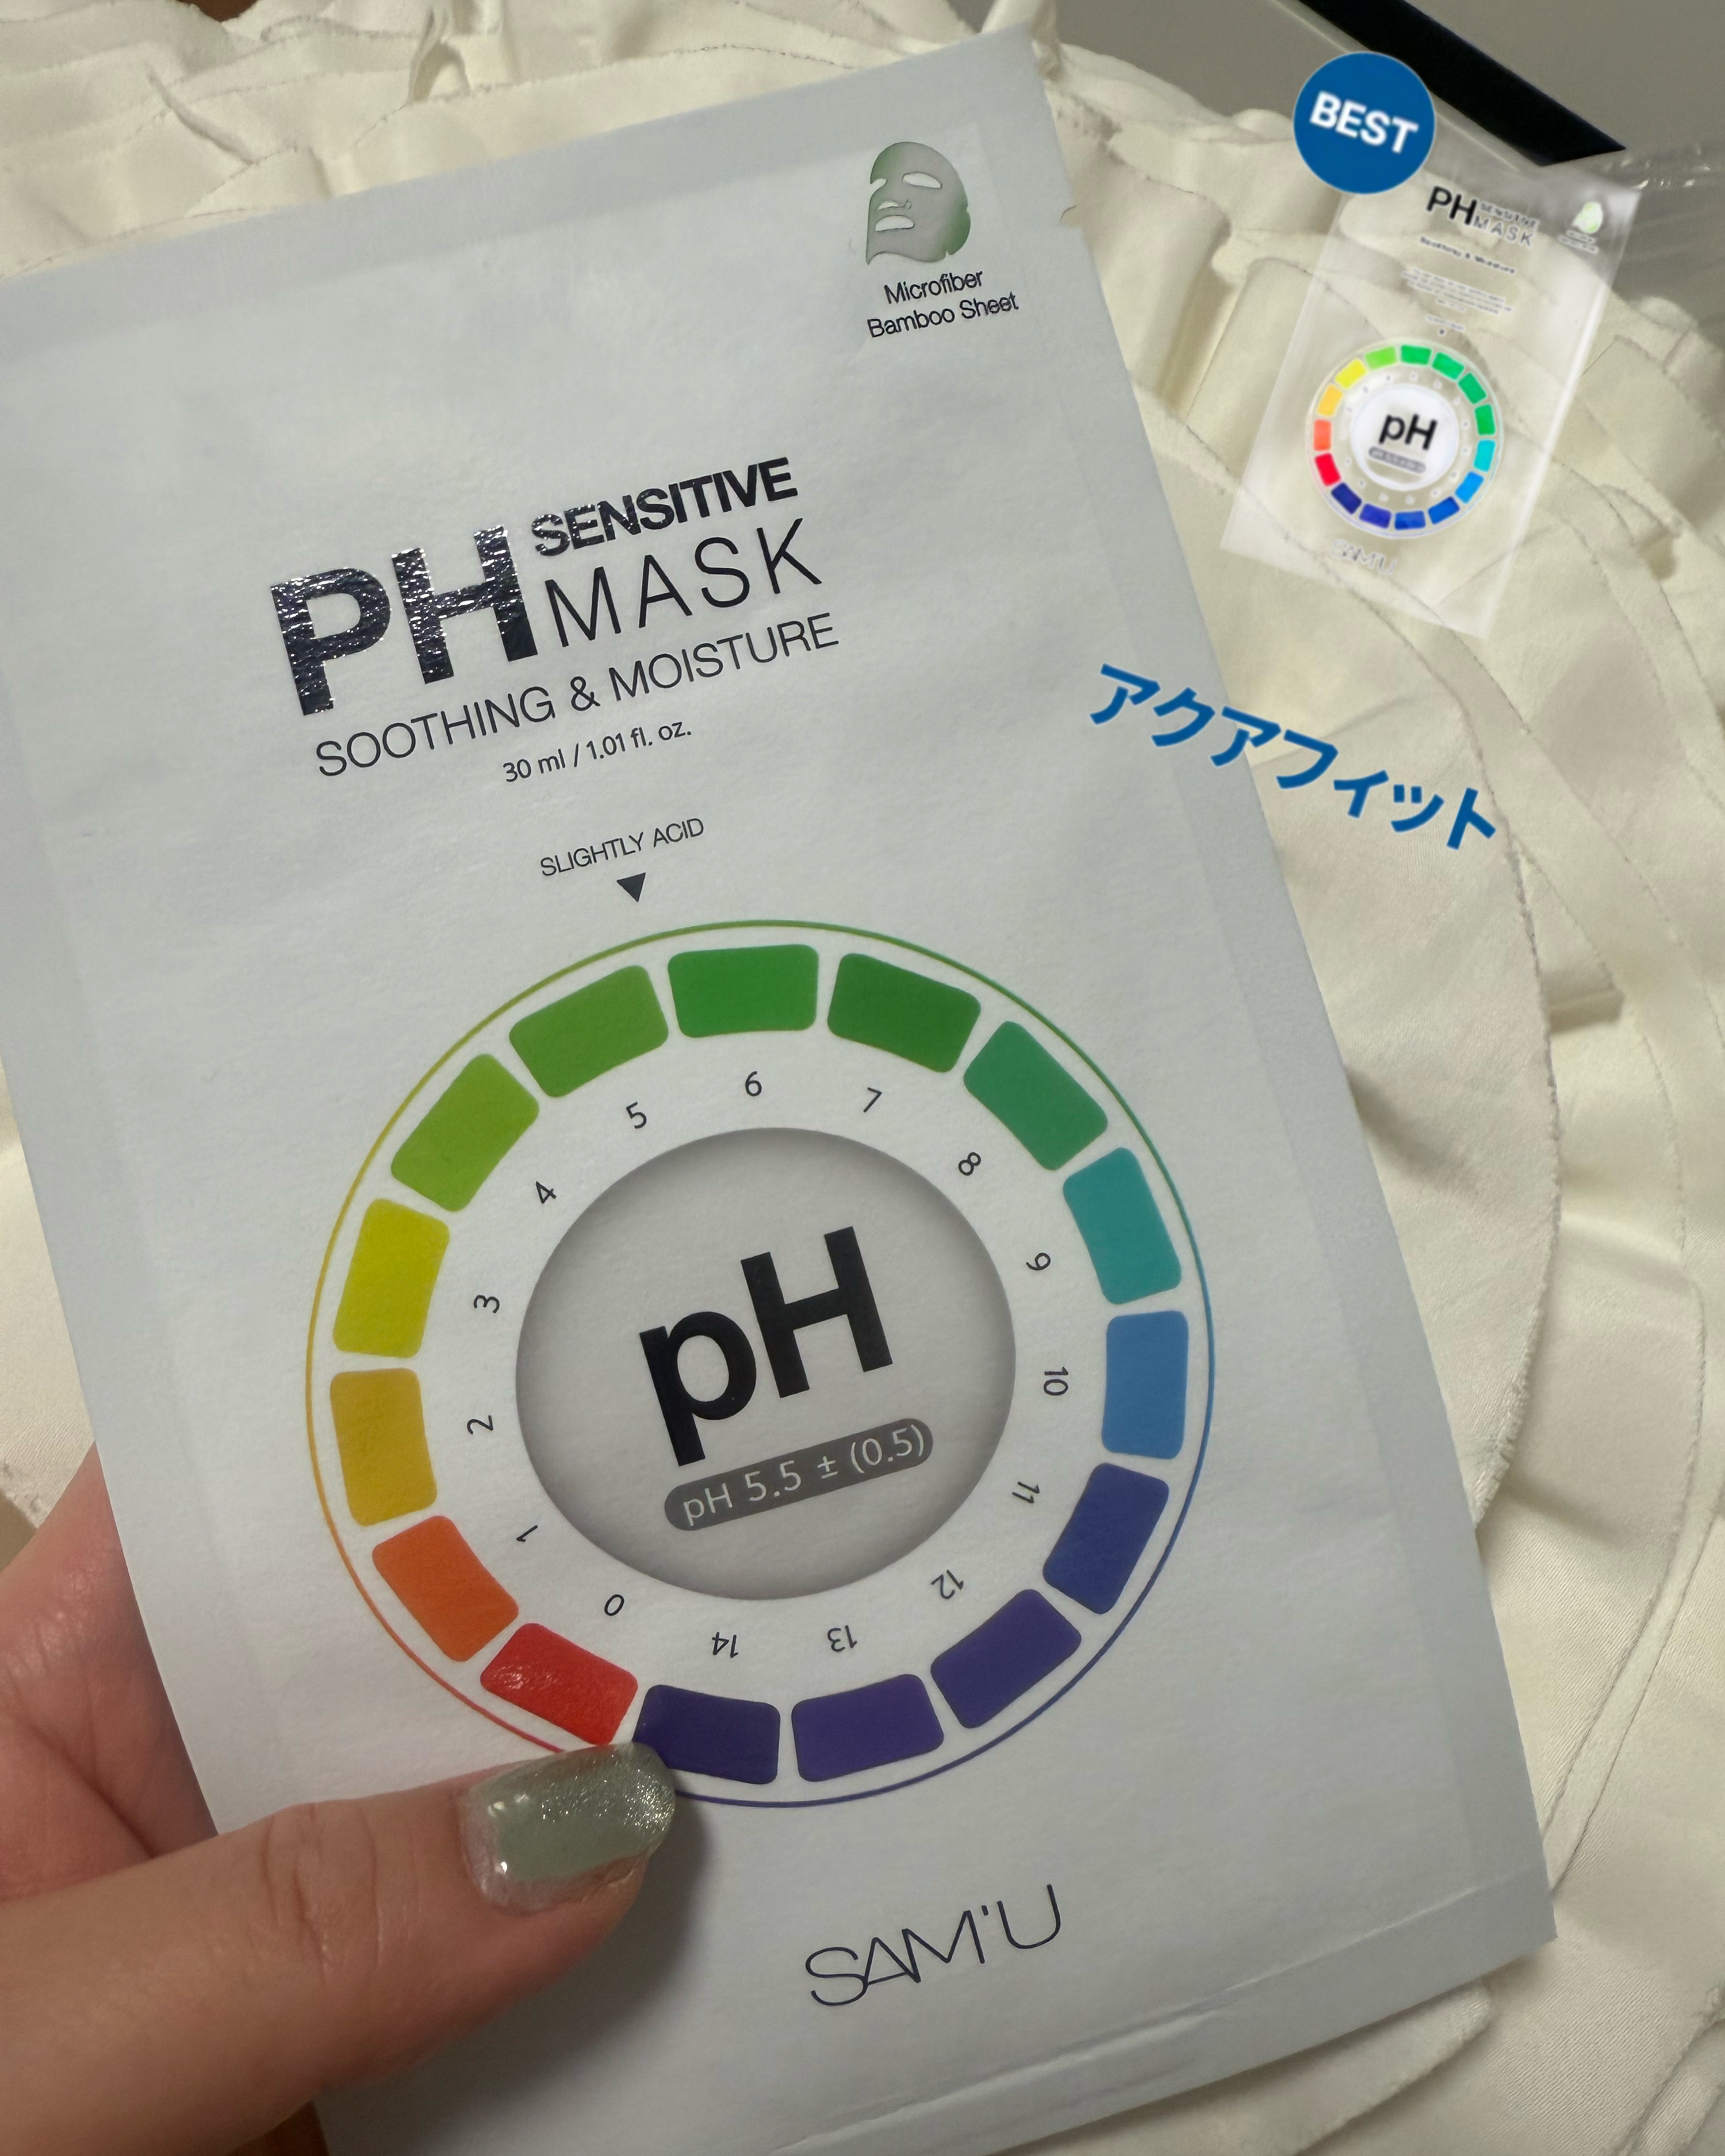 Microfiber
Bamboo Sheet
PH SENSITIVE
MASK
SOOTHING & MOISTURE
30 ml / 1.01 fl. oz.
SLIGHTLY ACID
0
1
2
3
4
5
6
7
8
9
10
11
12
13
14
pH
pH 5.5 ± (0.5)
SAM'U
BEST
PH SENSITIVE
MASK
Soothing & Moisture
pH
SAM'U
アクアフィット